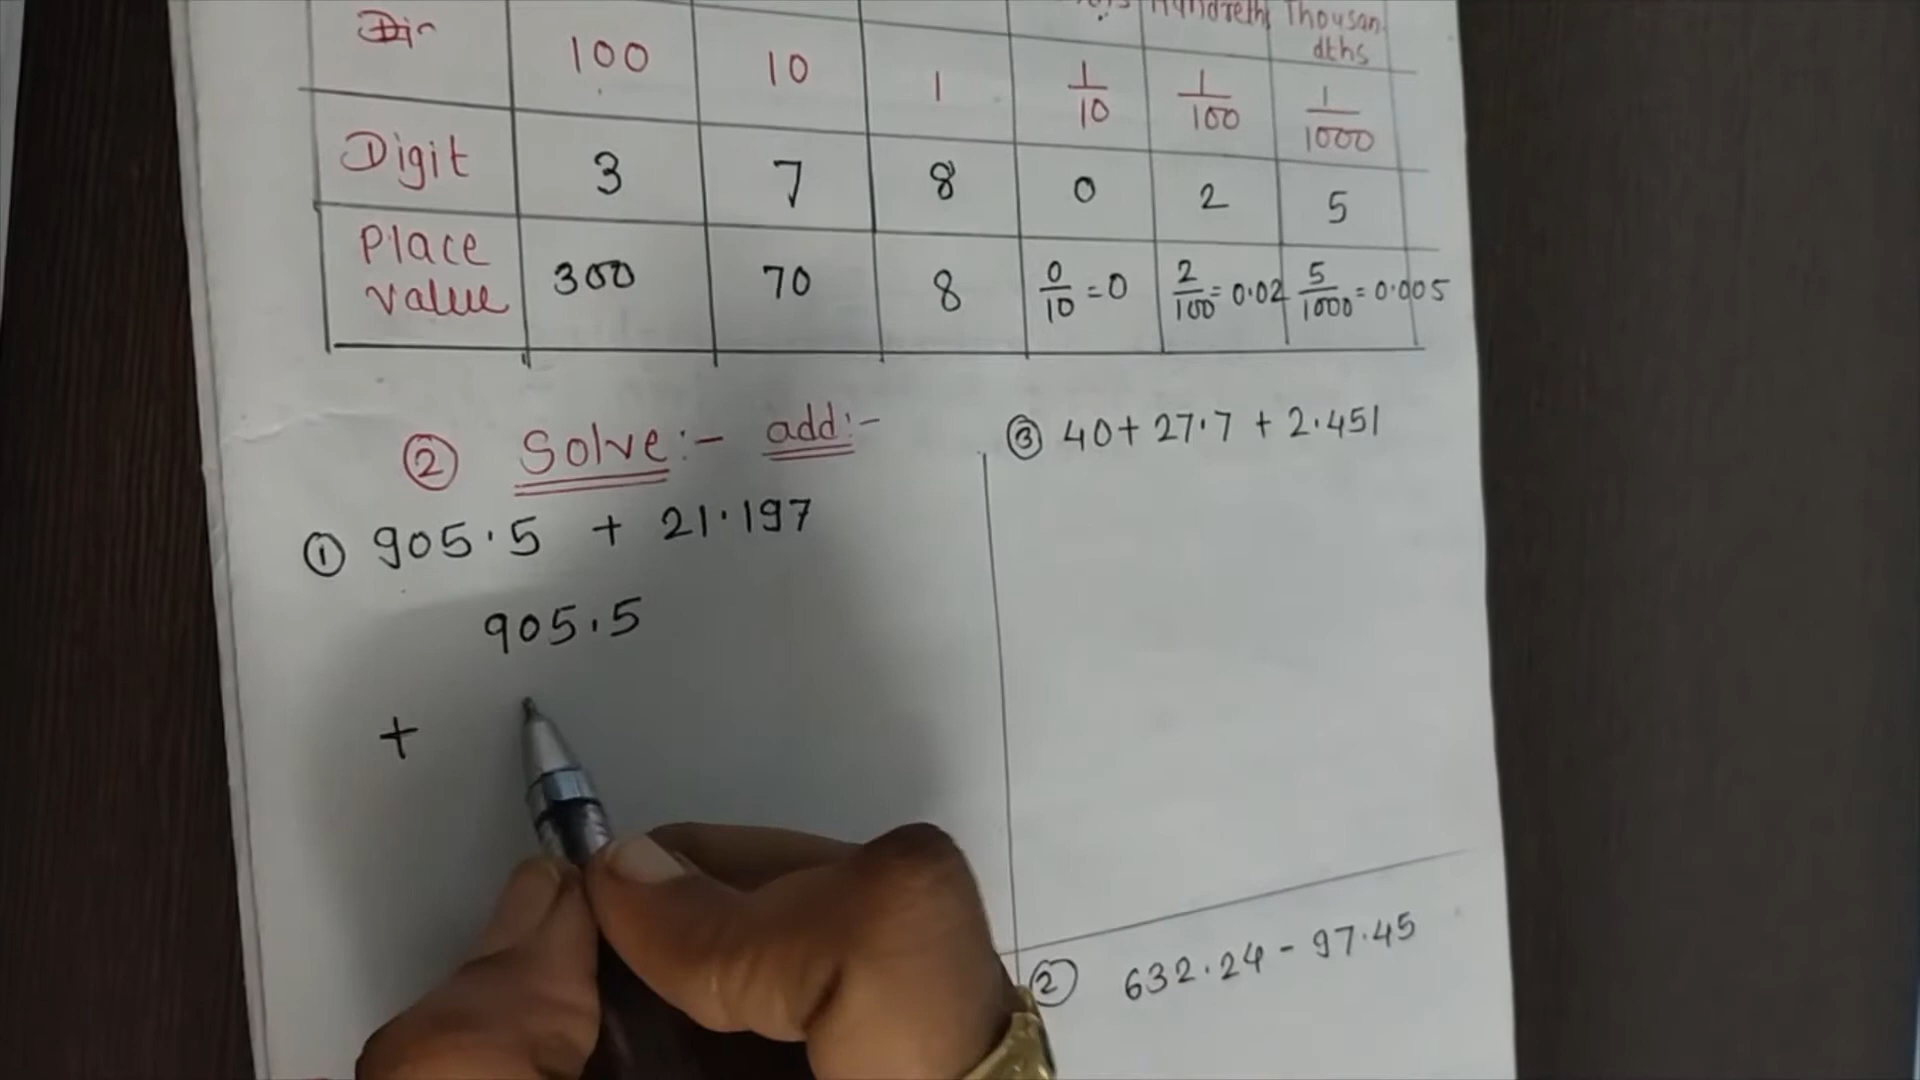 Hundreths Thousan
dths
100 10 1 1/10 1/100 1/1000
Digit 3 7 8 0 2 5
Place
value 300 70 8 0/10 = 0 2/100 = 0.02 5/1000 = 0.005
② Solve:- add:-
① 905.5 + 21.197
905.5
+
③ 40 + 27.7 + 2.451
② 632.24 - 97.45